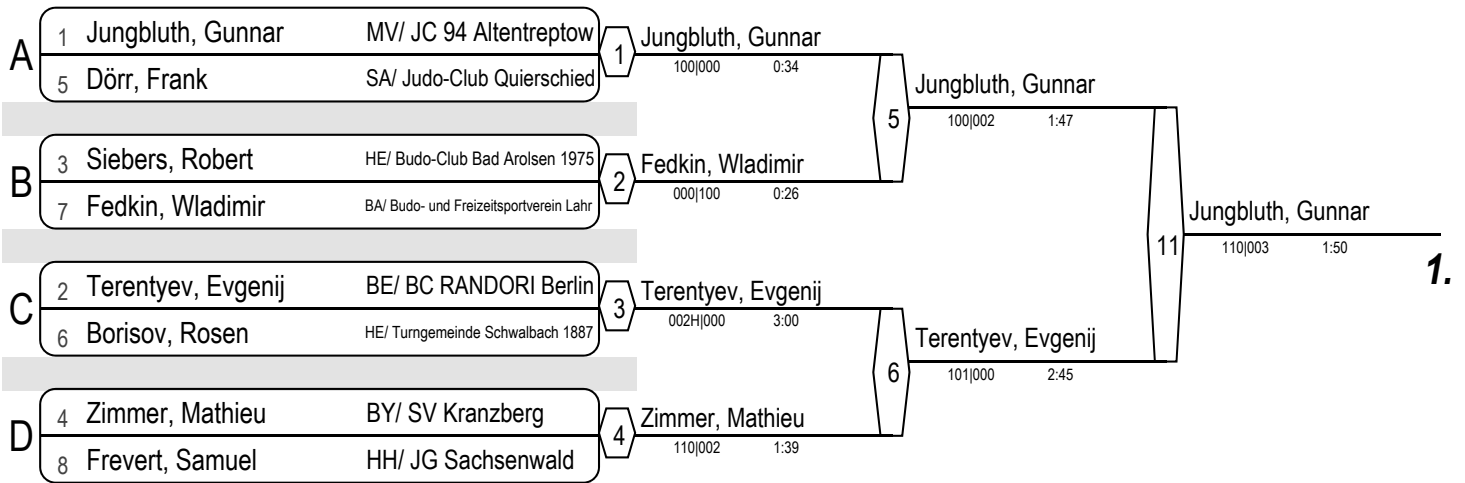 A
1 Jungbluth, Gunnar MV/ JC 94 Altentreptow
5 Dörr, Frank SA/ Judo-Club Quierschied
1
Jungbluth, Gunnar
100|000 0:34
B
3 Siebers, Robert HE/ Budo-Club Bad Arolsen 1975
7 Fedkin, Wladimir BA/ Budo- und Freizeitsportverein Lahr
2
Fedkin, Wladimir
000|100 0:26
5
Jungbluth, Gunnar
100|002 1:47
C
2 Terentyev, Evgenij BE/ BC RANDORI Berlin
6 Borisov, Rosen HE/ Turngemeinde Schwalbach 1887
3
Terentyev, Evgenij
002H|000 3:00
D
4 Zimmer, Mathieu BY/ SV Kranzberg
8 Frevert, Samuel HH/ JG Sachsenwald
4
Zimmer, Mathieu
110|002 1:39
6
Terentyev, Evgenij
101|000 2:45
11
Jungbluth, Gunnar
110|003 1:50
1.